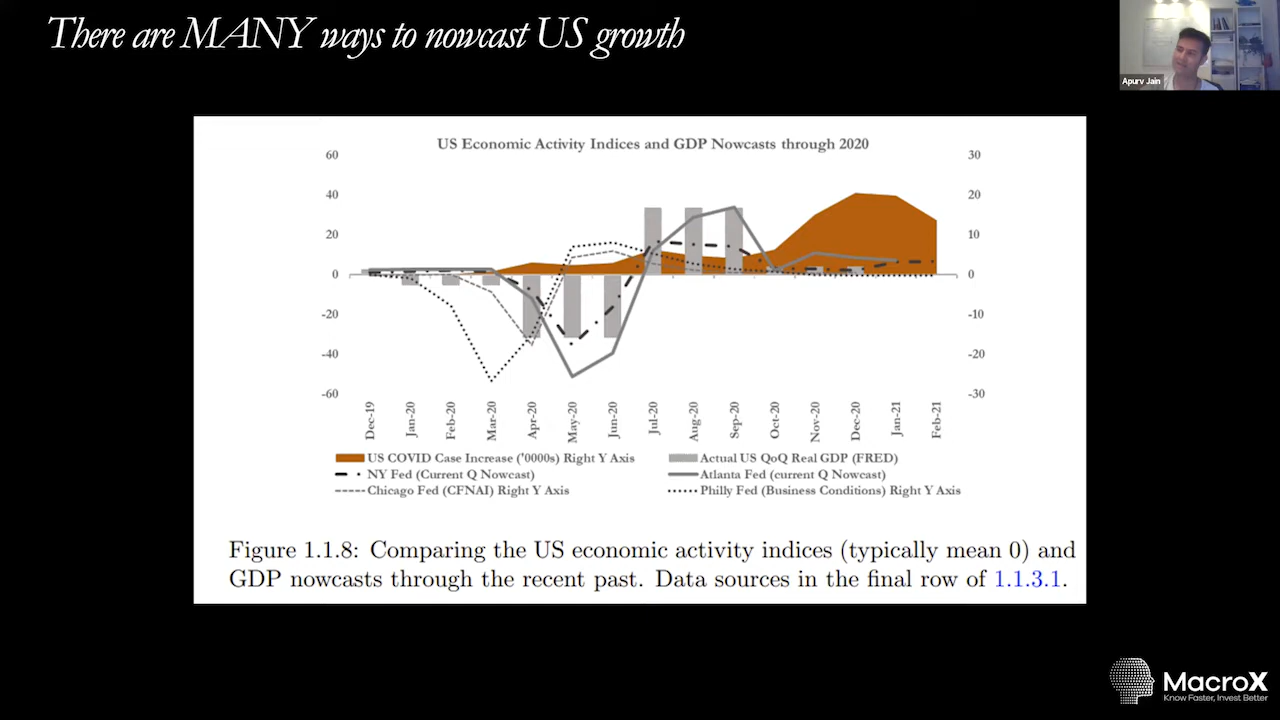 There are MANY ways to nowcast US growth
Apurv Jain
US Economic Activity Indices and GDP Nowcasts through 2020
60
40
20
0
-20
-40
-60
30
20
10
0
-10
-20
-30
Dec-19
Jan-20
Feb-20
Mar-20
Apr-20
May-20
Jun-20
Jul-20
Aug-20
Sep-20
Oct-20
Nov-20
Dec-20
Jan-21
Feb-21
US COVID Case Increase ('0000s) Right Y Axis
Actual US QoQ Real GDP (FRED)
NY Fed (Current Q Nowcast)
Atlanta Fed (current Q Nowcast)
Chicago Fed (CFNAI) Right Y Axis
Philly Fed (Business Conditions) Right Y Axis
Figure 1.1.8: Comparing the US economic activity indices (typically mean 0) and
GDP nowcasts through the recent past. Data sources in the final row of 1.1.3.1.
MacroX
Know Faster, Invest Better